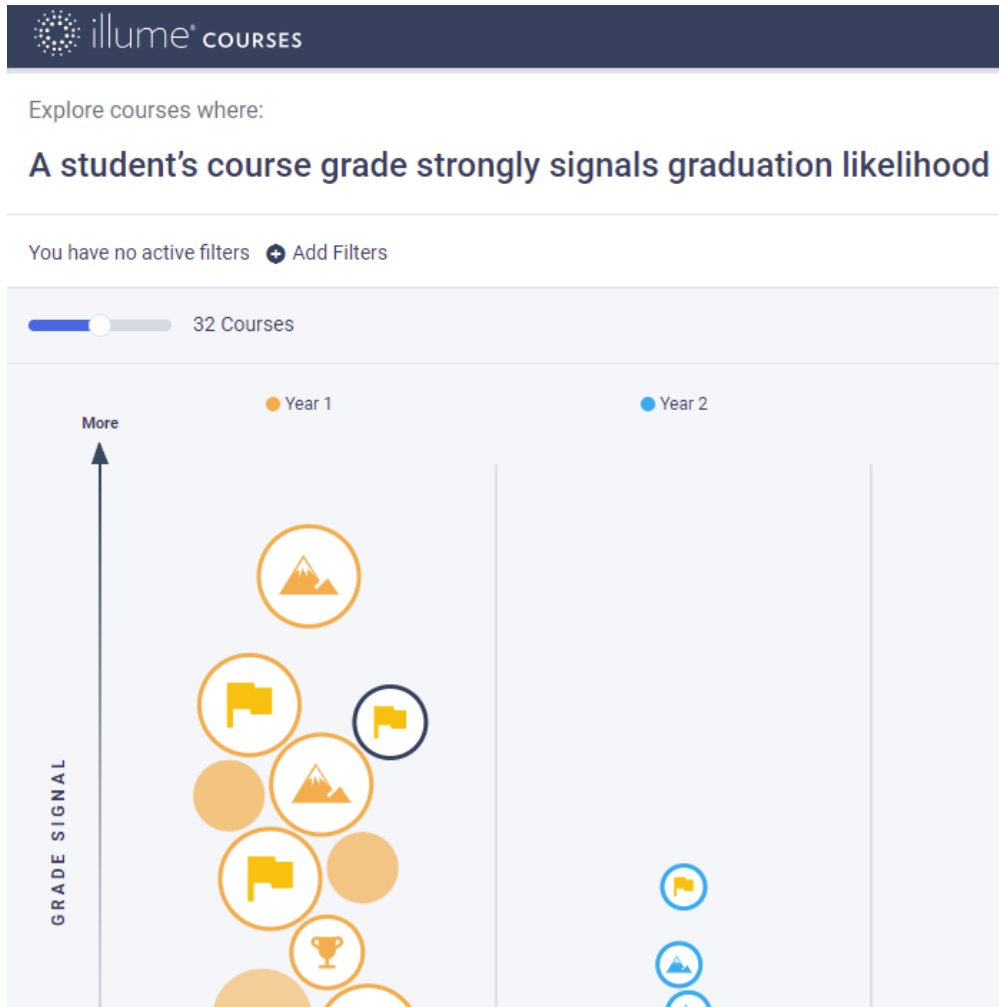 illume® COURSES
Explore courses where:
A student's course grade strongly signals graduation likelihood
You have no active filters Add Filters
32 Courses
Year 1 Year 2
More
GRADE SIGNAL